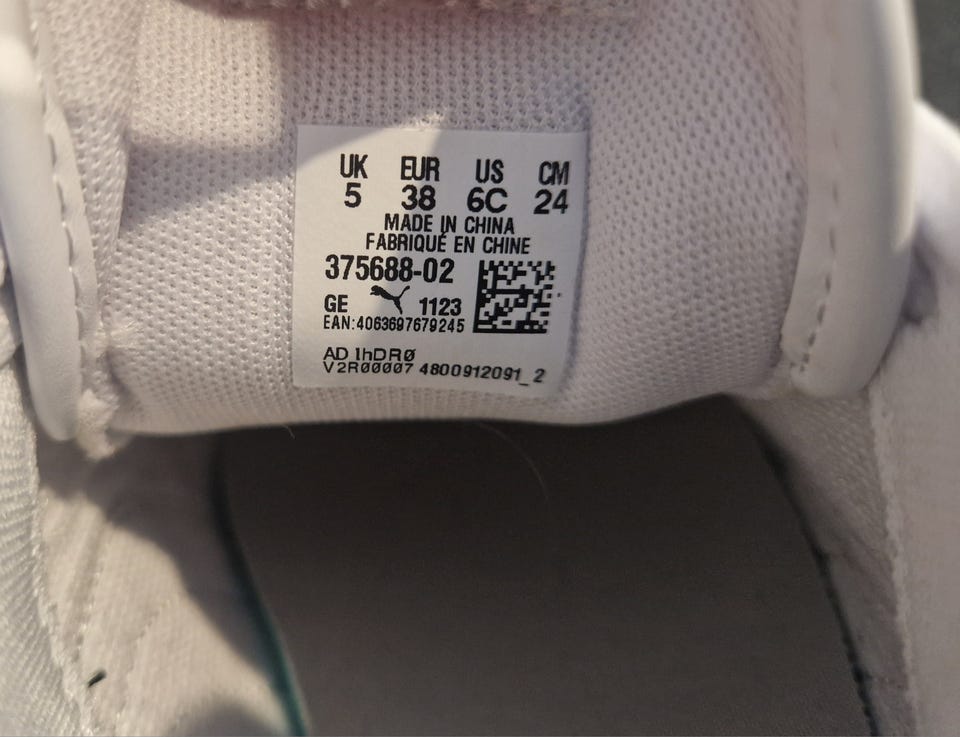 UK EUR US CM
5 38 6C 24
MADE IN CHINA
FABRIQUÉ EN CHINE
375688-02
GE 1123
EAN:4063697679245
AD 1hDR0
V2R00007 4800912091_2